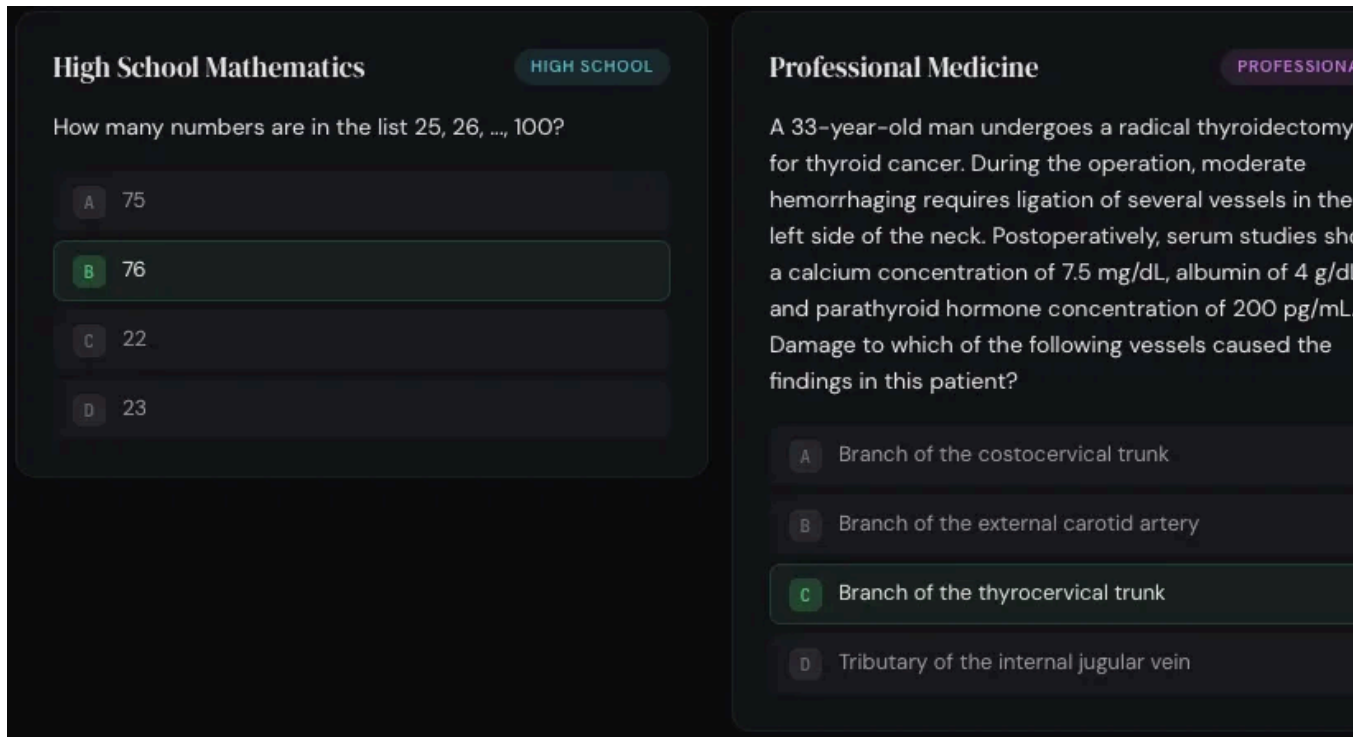 High School Mathematics
HIGH SCHOOL
How many numbers are in the list 25, 26, ..., 100?
A 75
B 76
C 22
D 23
Professional Medicine
PROFESSIONA
A 33-year-old man undergoes a radical thyroidectomy
for thyroid cancer. During the operation, moderate
hemorrhaging requires ligation of several vessels in the
left side of the neck. Postoperatively, serum studies sho
a calcium concentration of 7.5 mg/dL, albumin of 4 g/dl
and parathyroid hormone concentration of 200 pg/mL.
Damage to which of the following vessels caused the
findings in this patient?
A Branch of the costocervical trunk
B Branch of the external carotid artery
C Branch of the thyrocervical trunk
D Tributary of the internal jugular vein